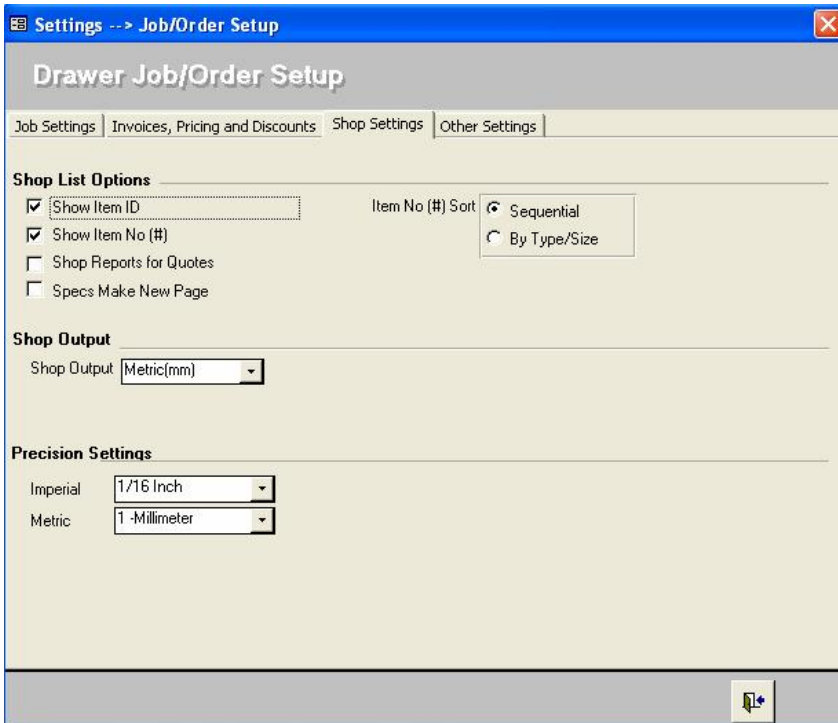 Settings --> Job/Order Setup
Drawer Job/Order Setup
Job Settings
Invoices, Pricing and Discounts
Shop Settings
Other Settings
Shop List Options
Show Item ID
Show Item No (#)
Shop Reports for Quotes
Specs Make New Page
Item No (#) Sort
Sequential
By Type/Size
Shop Output
Shop Output Metric(mm)
Precision Settings
Imperial 1/16 Inch
Metric 1 -Millimeter